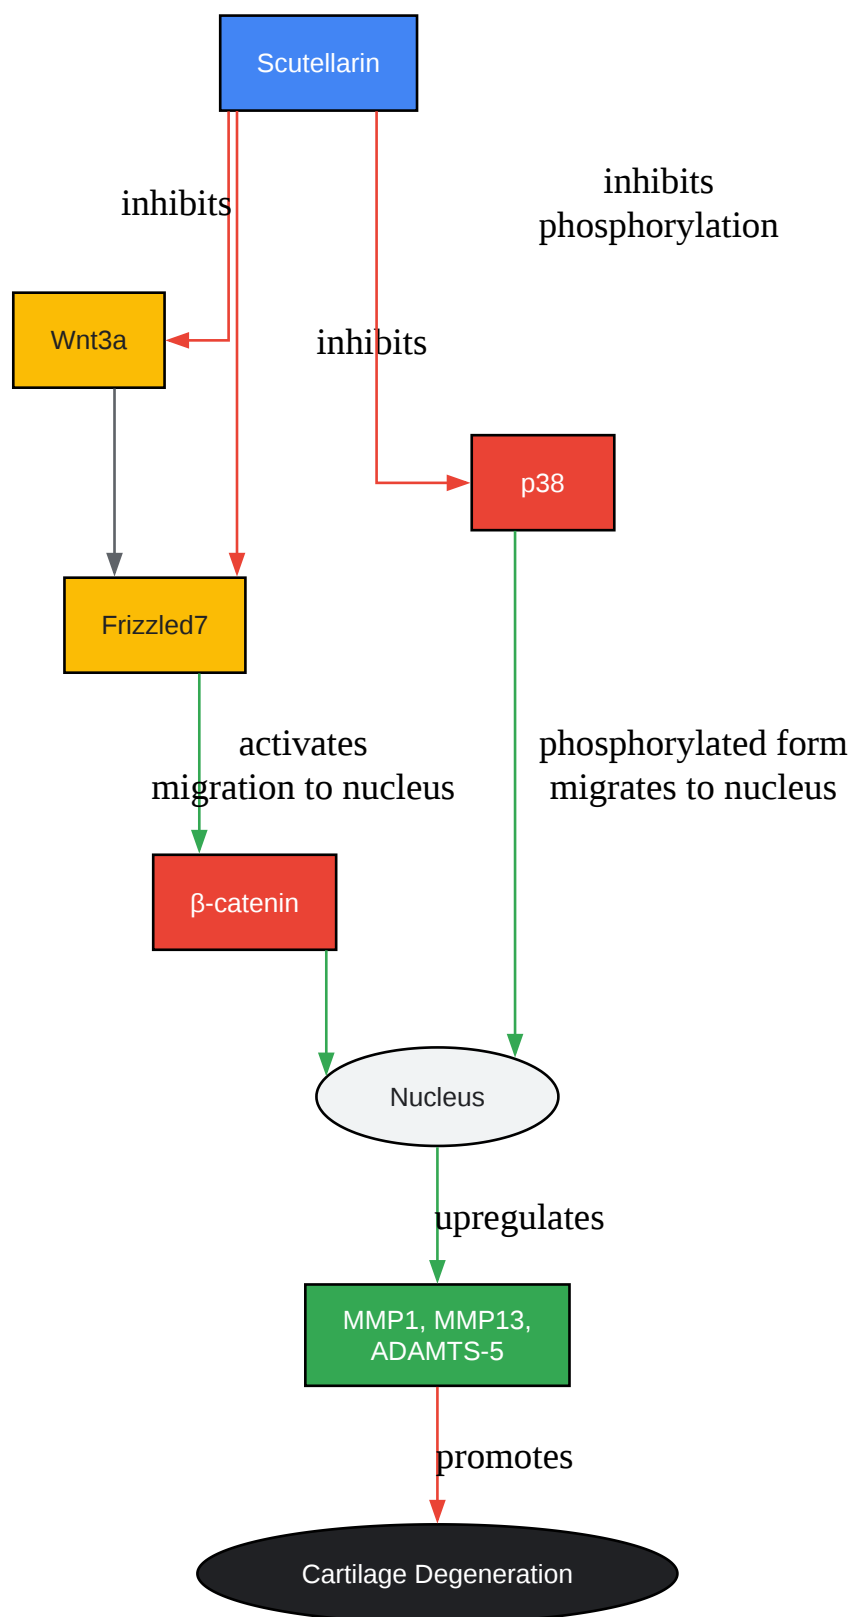 Scutellarin
inhibits
phosphorylation
inhibits
Wnt3a
inhibits
p38
Frizzled7
activates
migration to nucleus
phosphorylated form
migrates to nucleus
β-catenin
Nucleus
upregulates
MMP1, MMP13,
ADAMTS-5
promotes
Cartilage Degeneration